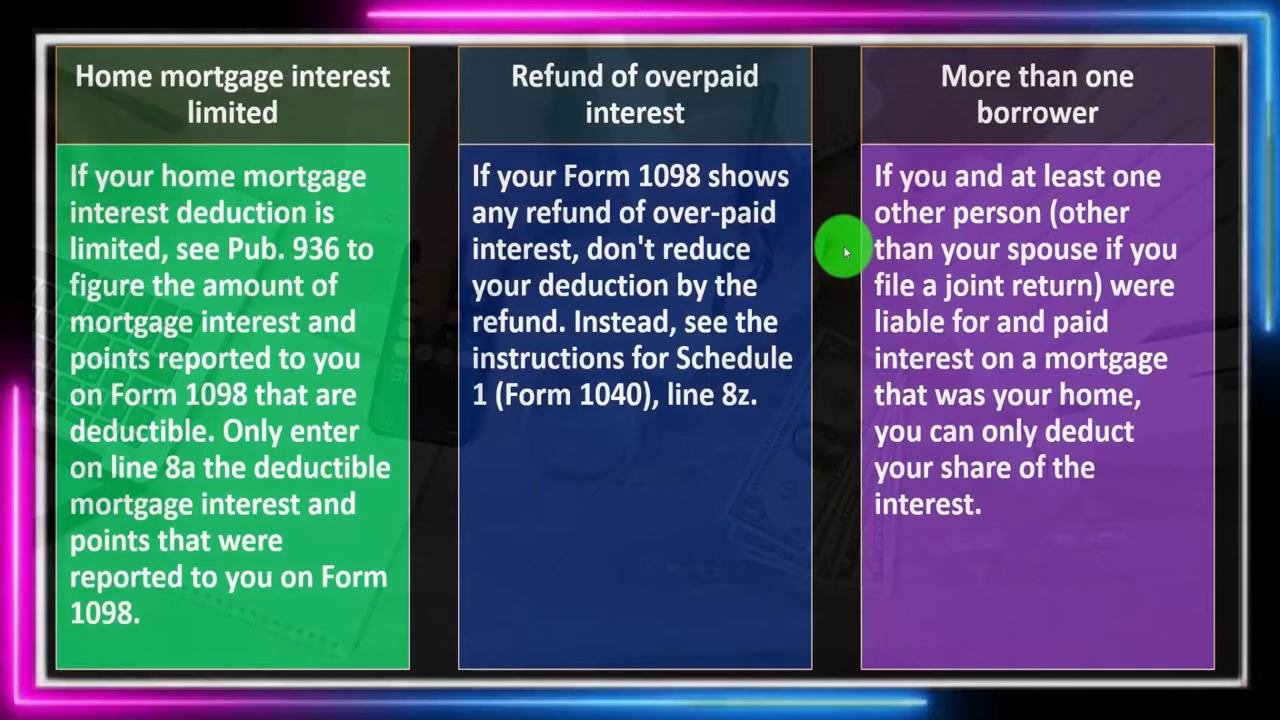 Home mortgage interest
limited
If your home mortgage
interest deduction is
limited, see Pub. 936 to
figure the amount of
mortgage interest and
points reported to you
on Form 1098 that are
deductible. Only enter
on line 8a the deductible
mortgage interest and
points that were
reported to you on Form
1098.
Refund of overpaid
interest
If your Form 1098 shows
any refund of over-paid
interest, don't reduce
your deduction by the
refund. Instead, see the
instructions for Schedule
1 (Form 1040), line 8z.
More than one
borrower
If you and at least one
other person (other
than your spouse if you
file a joint return) were
liable for and paid
interest on a mortgage
that was your home,
you can only deduct
your share of the
interest.